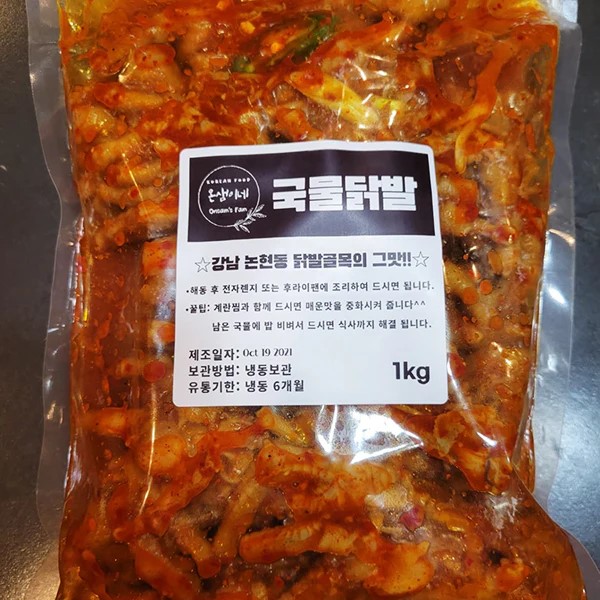 KOREAN FOOD
온샘이네
Onsam's Fam
국물닭발
☆강남 논현동 닭발골목의 그맛!!☆
•해동 후 전자렌지 또는 후라이팬에 조리하여 드시면 됩니다.
•꿀팁: 계란찜과 함께 드시면 매운맛을 중화시켜 줍니다^^
남은 국물에 밥 비벼서 드시면 식사까지 해결 됩니다.
제조일자: Oct 19 2021
보관방법: 냉동보관
유통기한: 냉동 6개월
1kg